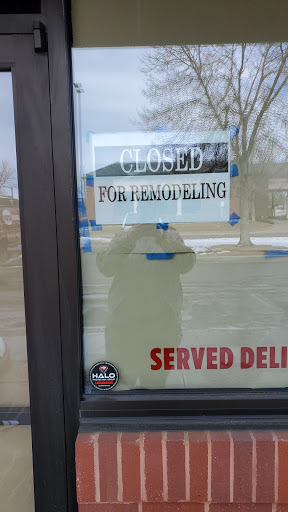 CLOSED
FOR REMODELING
SERVED DELI
HALO